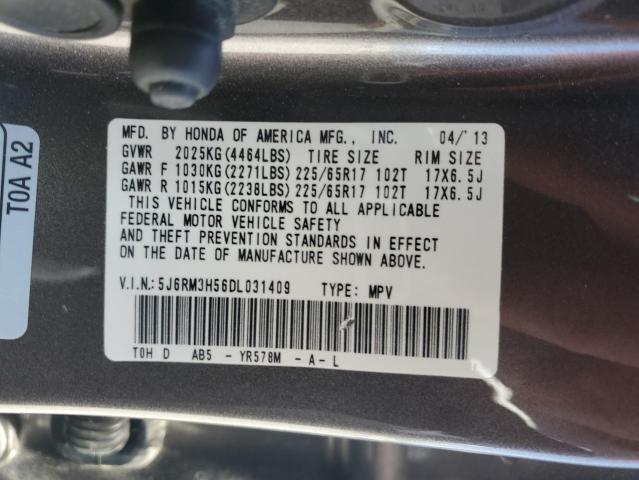 MFD. BY HONDA OF AMERICA MFG., INC. 04/'13
GVWR 2025KG(4464LBS) TIRE SIZE RIM SIZE
GAWR F 1030KG(2271LBS) 225/65R17 102T 17X6.5J
GAWR R 1015KG(2238LBS) 225/65R17 102T 17X6.5J
THIS VEHICLE CONFORMS TO ALL APPLICABLE
FEDERAL MOTOR VEHICLE SAFETY
AND THEFT PREVENTION STANDARDS IN EFFECT
ON THE DATE OF MANUFACTURE SHOWN ABOVE.
V.I.N.: 5J6RM3H56DL031409 TYPE: MPV
TOH D AB5 - YR578M - A - L
TOA A2